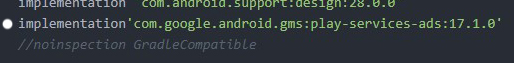 implementation 'com.android.support:design:28.0.0'
implementation'com.google.android.gms:play-services-ads:17.1.0'
//noinspection GradleCompatible